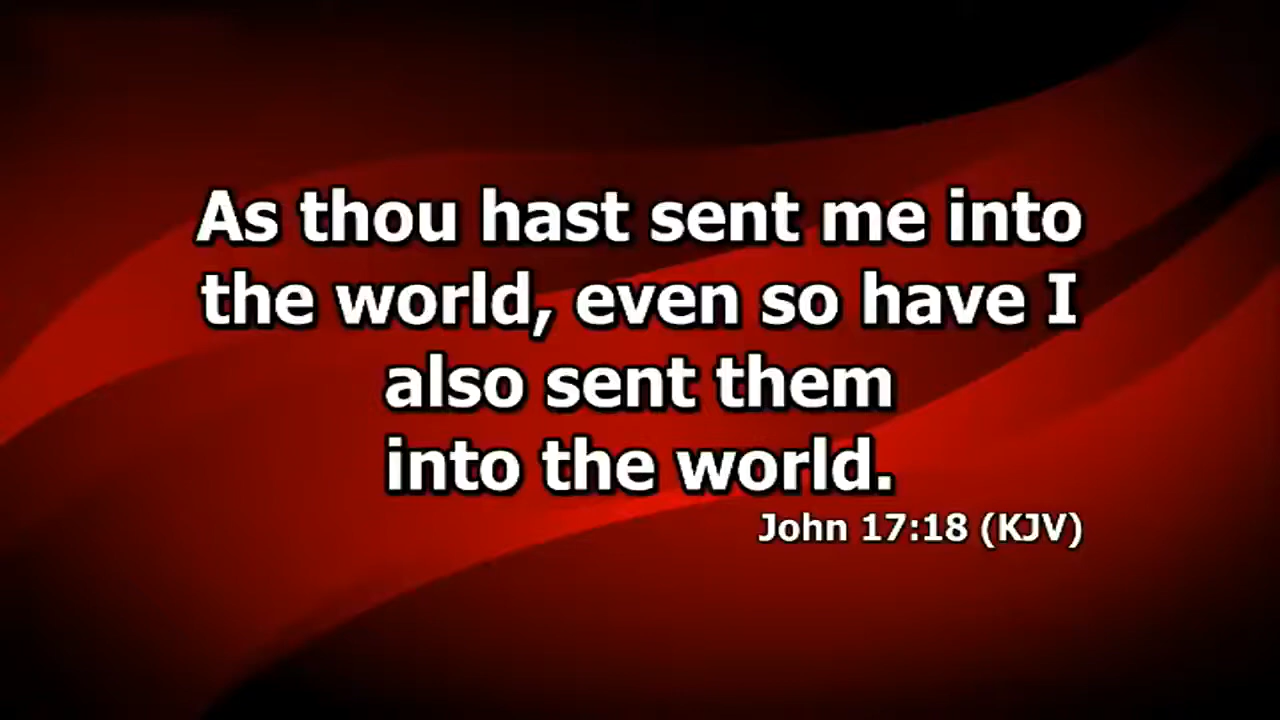 As thou hast sent me into
the world, even so have I
also sent them
into the world.
John 17:18 (KJV)